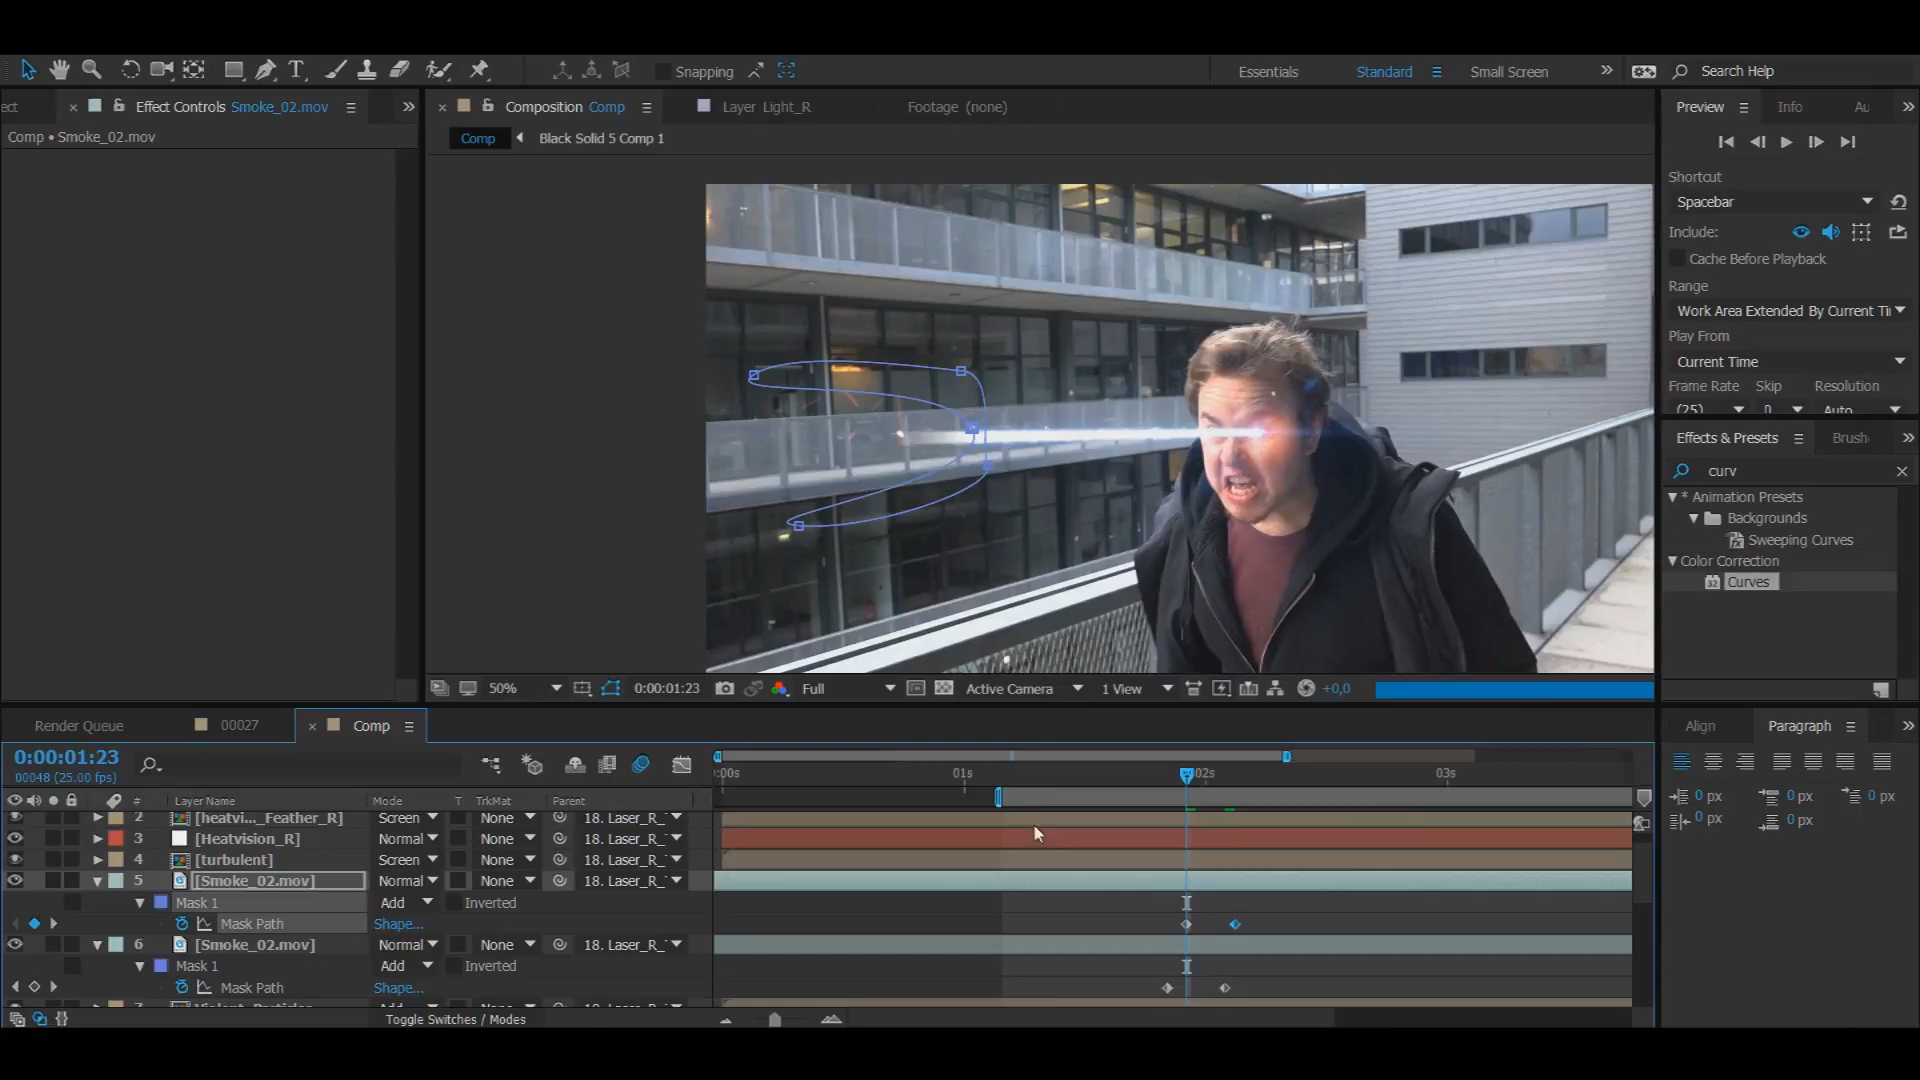 Snapping
Essentials
Standard
Small Screen
Search Help
ect
Effect Controls Smoke_02.mov
Composition Comp
Layer Light_R
Footage (none)
Preview
Info
Au
Comp • Smoke_02.mov
Comp
Black Solid 5 Comp 1
Shortcut
Spacebar
Include:
Cache Before Playback
Range
Work Area Extended By Current Ti
Play From
Current Time
Frame Rate
Skip
Resolution
(25)
0
Auto
Effects & Presets
Brush
curv
* Animation Presets
Backgrounds
Sweeping Curves
Color Correction
32
Curves
50%
0:00:01:23
Full
Active Camera
1 View
+0,0
Render Queue
00027
Comp
Align
Paragraph
0:00:01:23
00048 (25.00 fps)
:00s
01s
02s
03s
# Layer Name
Mode
T TrkMat
Parent
2 [heatvi..._Feather_R] Screen None 18. Laser_R_
3 [Heatvision_R] Normal None 18. Laser_R_
4 [turbulent] Screen None 18. Laser_R_
5 [Smoke_02.mov] Normal None 18. Laser_R_
Mask 1 Add Inverted
Mask Path Shape...
6 [Smoke_02.mov] Normal None 18. Laser_R_
Mask 1 Add Inverted
Mask Path Shape...
Toggle Switches / Modes
0 px
0 px
0 px
0 px
0 px